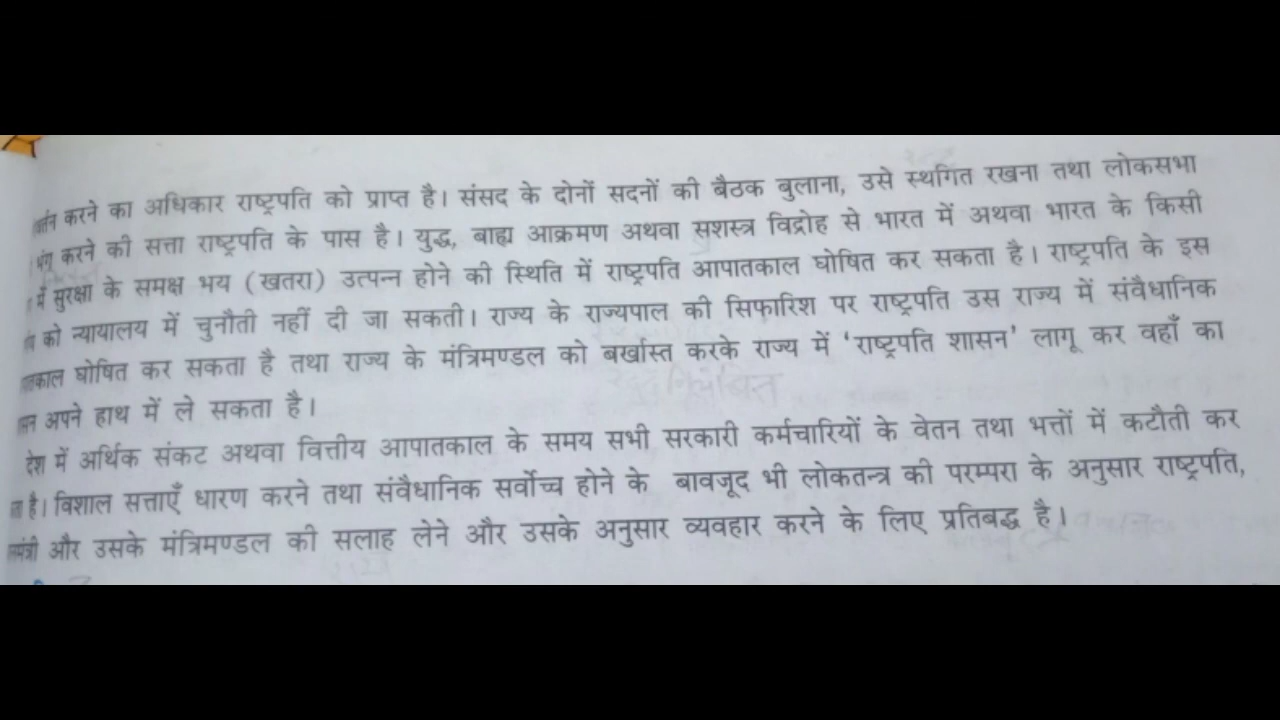 करने का अधिकार राष्ट्रपति को प्राप्त है। संसद के दोनों सदनों की बैठक बुलाना, उसे स्थगित रखना तथा लोकसभा
भंग करने की सत्ता राष्ट्रपति के पास है। युद्ध, बाह्य आक्रमण अथवा सशस्त्र विद्रोह से भारत में अथवा भारत के किसी
में सुरक्षा के समक्ष भय (खतरा) उत्पन्न होने की स्थिति में राष्ट्रपति आपातकाल घोषित कर सकता है। राष्ट्रपति के इस
को न्यायालय में चुनौती नहीं दी जा सकती। राज्य के राज्यपाल की सिफारिश पर राष्ट्रपति उस राज्य में संवैधानिक
घोषित कर सकता है तथा राज्य के मंत्रिमण्डल को बर्खास्त करके राज्य में 'राष्ट्रपति शासन' लागू कर वहाँ का
अपने हाथ में ले सकता है।
देश में अर्थिक संकट अथवा वित्तीय आपातकाल के समय सभी सरकारी कर्मचारियों के वेतन तथा भत्तों में कटौती कर
है। विशाल सत्ताएँ धारण करने तथा संवैधानिक सर्वोच्च होने के बावजूद भी लोकतन्त्र की परम्परा के अनुसार राष्ट्रपति,
और उसके मंत्रिमण्डल की सलाह लेने और उसके अनुसार व्यवहार करने के लिए प्रतिबद्ध है।